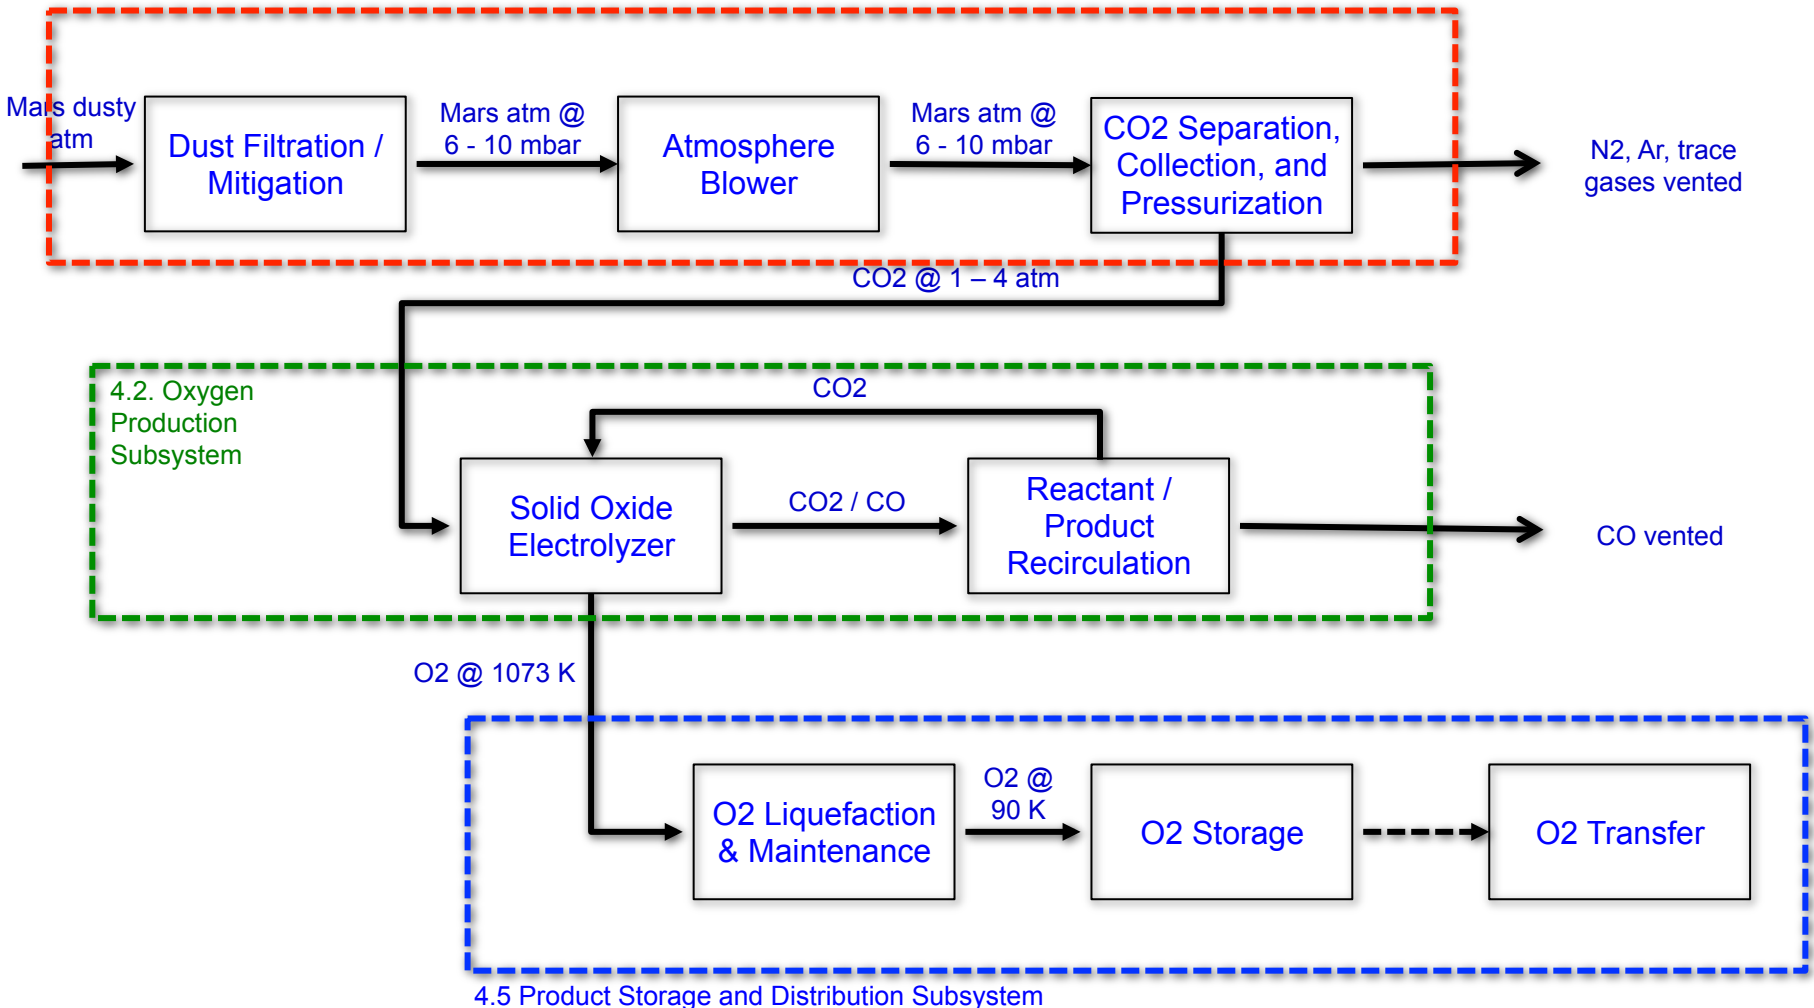 Mars dusty
atm
Dust Filtration /
Mitigation
Mars atm @
6 - 10 mbar
Atmosphere
Blower
Mars atm @
6 - 10 mbar
CO2 Separation,
Collection, and
Pressurization
N2, Ar, trace
gases vented
CO2 @ 1 – 4 atm
4.2. Oxygen
Production
Subsystem
CO2
Solid Oxide
Electrolyzer
CO2 / CO
Reactant /
Product
Recirculation
CO vented
O2 @ 1073 K
O2 Liquefaction
& Maintenance
O2 @
90 K
O2 Storage
O2 Transfer
4.5 Product Storage and Distribution Subsystem